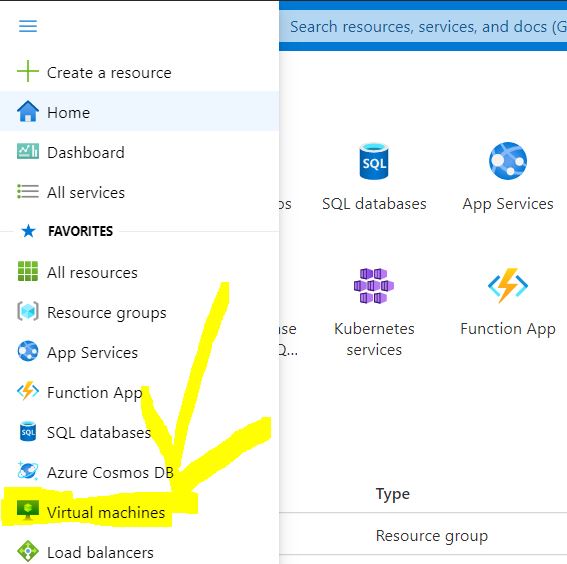 Search resources, services, and docs (G
Create a resource
Home
Dashboard
All services
FAVORITES
All resources
Resource groups
App Services
Function App
SQL databases
Azure Cosmos DB
Virtual machines
Load balancers
SQL
SQL databases
App Services
Kubernetes
services
Function App
Q...
Type
Resource group